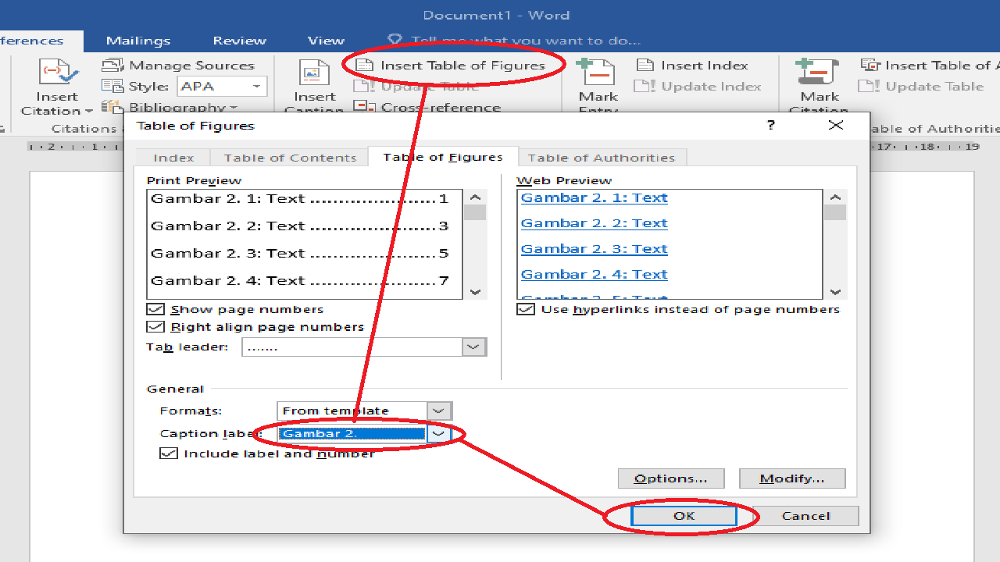 Document1 - Word
ferences Mailings Review View Tell me what you want to do...
Insert Citation
Manage Sources
Style: APA
Bibliography
Citations
Insert Caption
Insert Table of Figures
Update Table
Cross-reference
Mark Entry
Insert Index
Update Index
Mark Citation
Insert Table of A
Update Table
able of Authoritie
2 1 17 18 19
Table of Figures ?
Index Table of Contents Table of Figures Table of Authorities
Print Preview
Gambar 2. 1: Text ........................ 1
Gambar 2. 2: Text ........................ 3
Gambar 2. 3: Text ........................ 5
Gambar 2. 4: Text ........................ 7
Show page numbers
Right align page numbers
Tab leader: .......
Web Preview
Gambar 2. 1: Text
Gambar 2. 2: Text
Gambar 2. 3: Text
Gambar 2. 4: Text
Gambar 2. 5: Text
Use hyperlinks instead of page numbers
General
Formats: From template
Caption label: Gambar 2.
Include label and number
Options... Modify...
OK Cancel